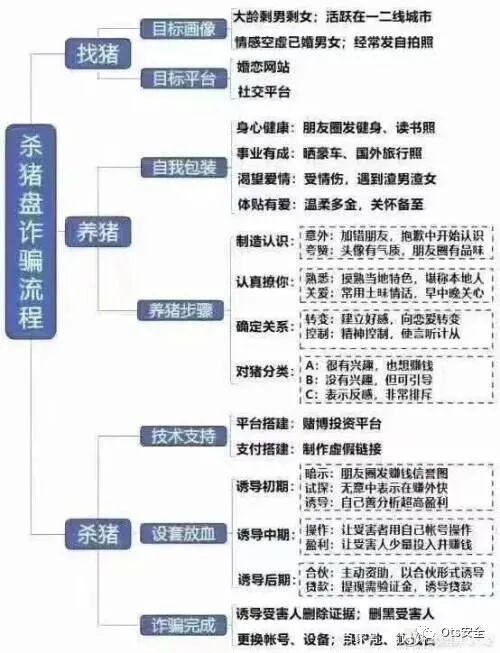 杀猪盘诈骗流程
找猪
目标画像
大龄剩男剩女；活跃在一二线城市
情感空虚已婚男女；经常发自拍照
目标平台
婚恋网站
社交平台
养猪
自我包装
身心健康：朋友圈发健身、读书照
事业有成：晒豪车、国外旅行照
渴望爱情：受情伤，遇到渣男渣女
体贴有爱：温柔多金，关怀备至
养猪步骤
制造认识：
意外：加错朋友，抱歉中开始认识
夸赞：头像有气质，朋友圈有品味
认真撩你：
熟悉：摸熟当地特色，堪称本地人
关爱：常用土味情话，早中晚关心
确定关系：
转变：建立好感，向恋爱转变
控制：精神控制，使言听计从
对猪分类：
A：很有兴趣，也想赚钱
B：没有兴趣，但可引导
C：表示反感，非常排斥
杀猪
技术支持
平台搭建：赌博投资平台
支付搭建：制作虚假链接
设套放血
诱导初期：
暗示：朋友圈发赚钱信誉图
试探：无意中表示在赚外快
诱导：自己善分析超高盈利
诱导中期：
操作：让受害者用自己帐号操作
盈利：让受害人少量投入并赚钱
诱导后期：
合伙：主动资助，以合伙形式诱导
贷款：提现需验证金，诱导贷款
诈骗完成
诱导受害人删除证据；删黑受害人
更换帐号、设备；
Ots安全